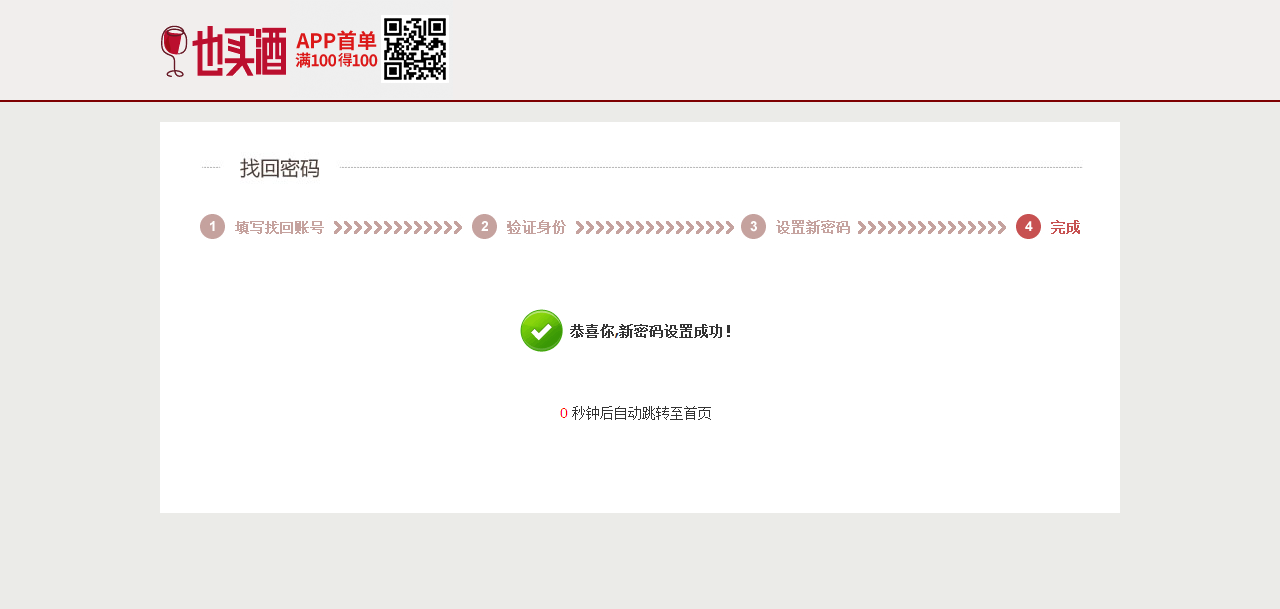 也买酒
APP首单
满100得100
找回密码
1 填写找回账号
2 验证身份
3 设置新密码
4 完成
恭喜你,新密码设置成功!
0 秒钟后自动跳转至首页